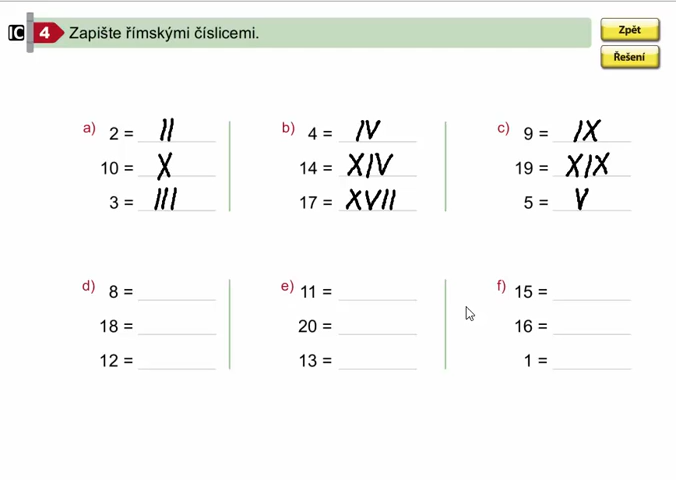 IC 4 Zapište římskými číslicemi.
Zpět
Řešení
a) 2 = II
10 = X
3 = III
b) 4 = IV
14 = XIV
17 = XVII
c) 9 = IX
19 = XIX
5 = V
d) 8 =
18 =
12 =
e) 11 =
20 =
13 =
f) 15 =
16 =
1 =